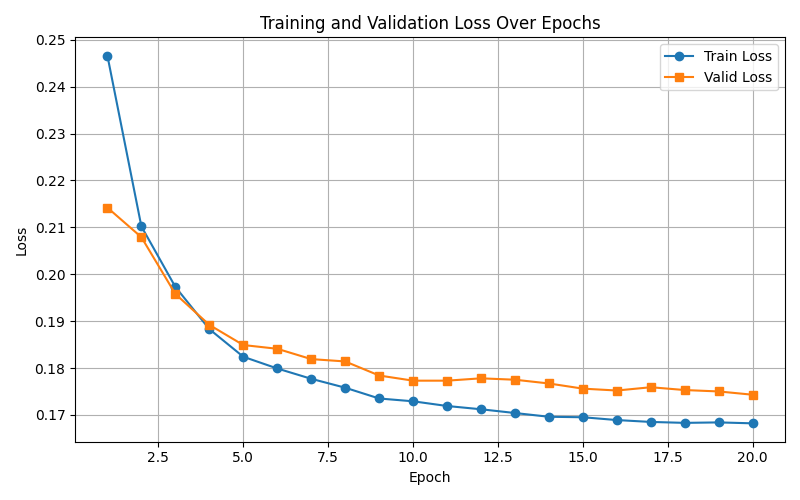 Training and Validation Loss Over Epochs
Train Loss
Valid Loss
Loss
0.25
0.24
0.23
0.22
0.21
0.20
0.19
0.18
0.17
2.5 5.0 7.5 10.0 12.5 15.0 17.5 20.0
Epoch